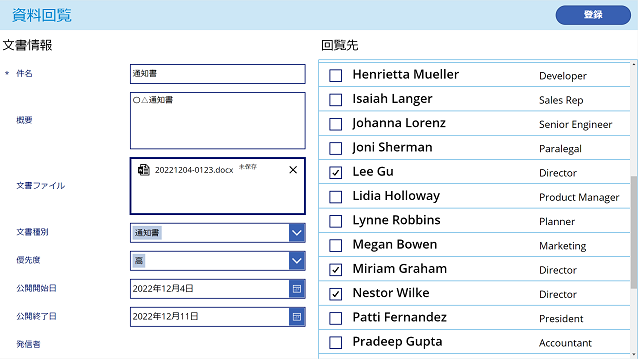 資料回覧
登録
文書情報
* 件名
通知書
概要
〇△通知書
文書ファイル
20221204-0123.docx 未保存
文書種別
通知書
優先度
高
公開開始日
2022年12月4日
公開終了日
2022年12月11日
発信者
回覧先
Henrietta Mueller Developer
Isaiah Langer Sales Rep
Johanna Lorenz Senior Engineer
Joni Sherman Paralegal
Lee Gu Director
Lidia Holloway Product Manager
Lynne Robbins Planner
Megan Bowen Marketing
Miriam Graham Director
Nestor Wilke Director
Patti Fernandez President
Pradeep Gupta Accountant